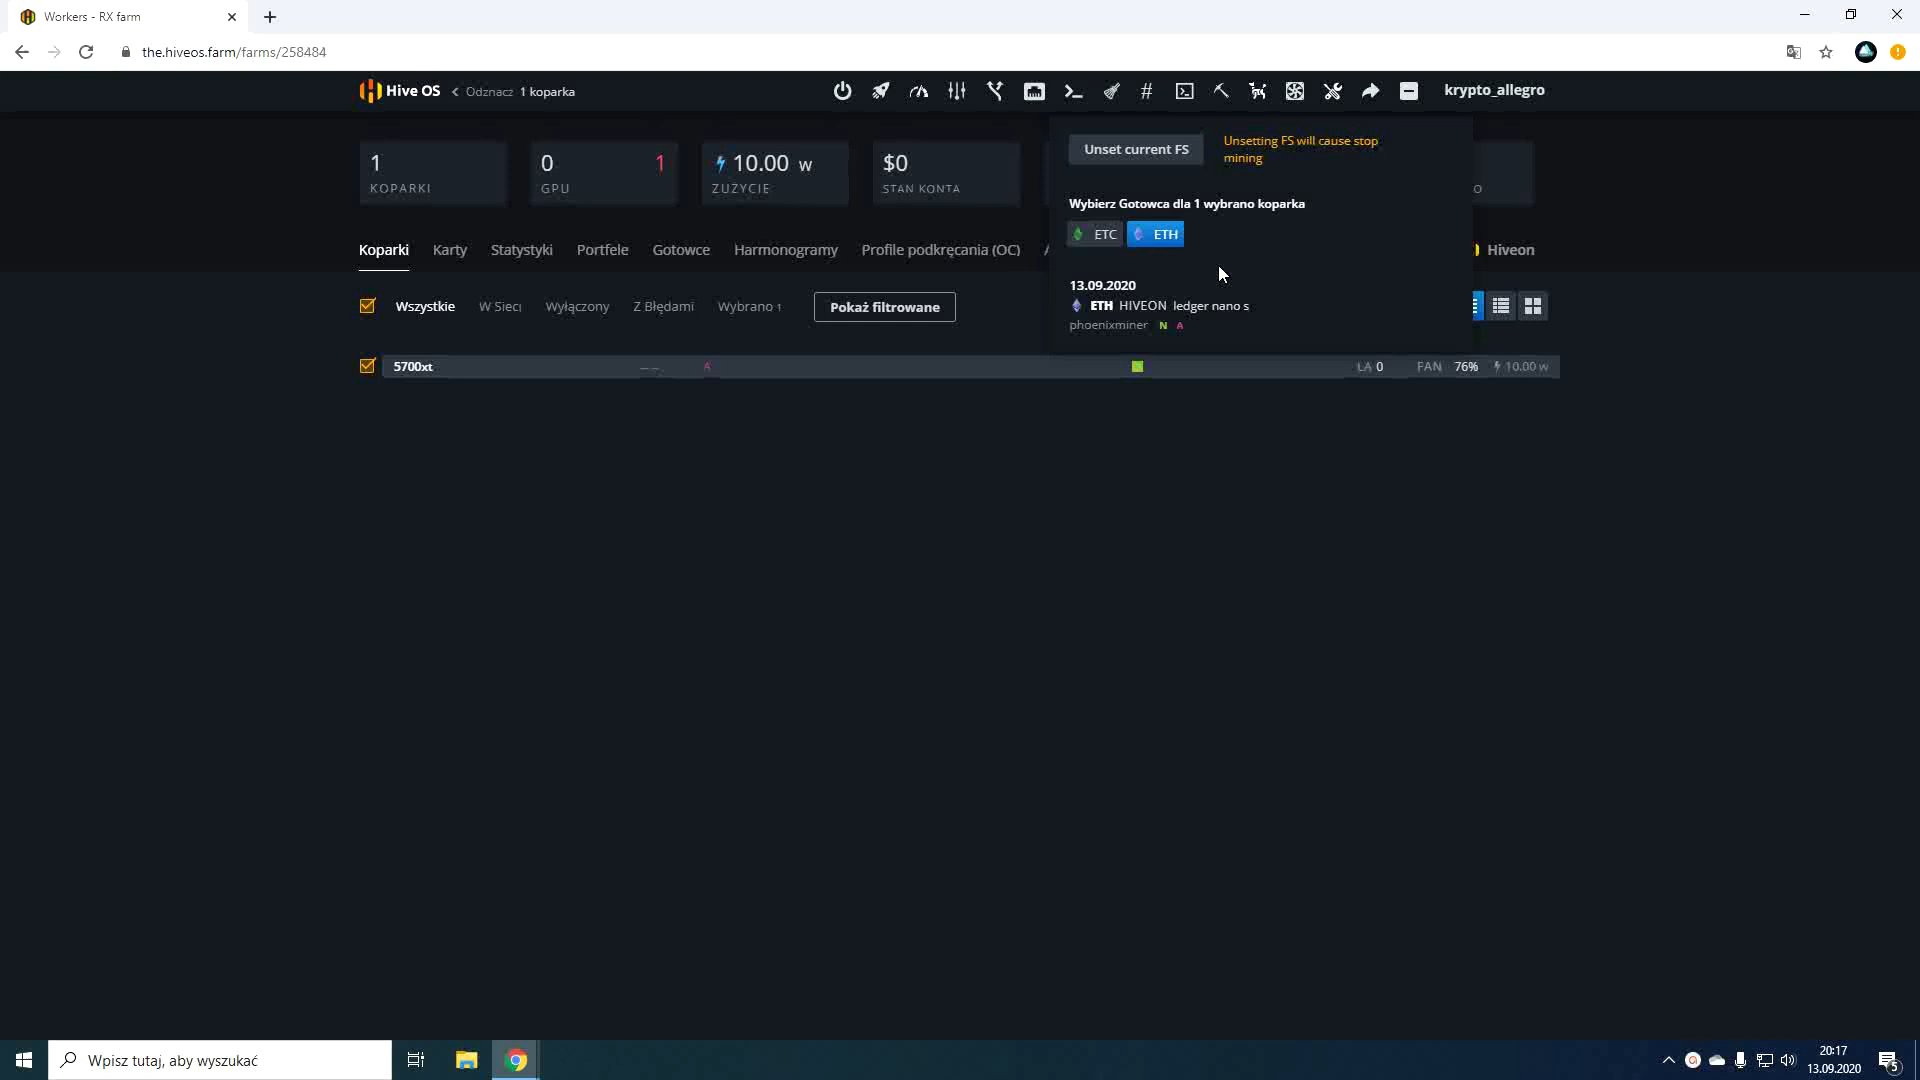 Workers - RX farm
the.hiveos.farm/farms/258484
Hive OS
Odznacz 1 koparka
krypto_allegro
1
KOPARKI
0 1
GPU
10.00 w
ZUŻYCIE
$0
STAN KONTA
O
Unset current FS
Unsetting FS will cause stop
mining
Wybierz Gotowca dla 1 wybrano koparka
ETC
ETH
13.09.2020
ETH HIVEON ledger nano s
phoenixminer N A
Koparki
Karty
Statystyki
Portfele
Gotowce
Harmonogramy
Profile podkręcania (OC)
Hiveon
Wszystkie
W Sieci
Wyłączony
Z Błędami
Wybrano 1
Pokaż filtrowane
5700xt
A
LA 0
FAN 76%
10.00 w
Wpisz tutaj, aby wyszukać
20:17
13.09.2020
5